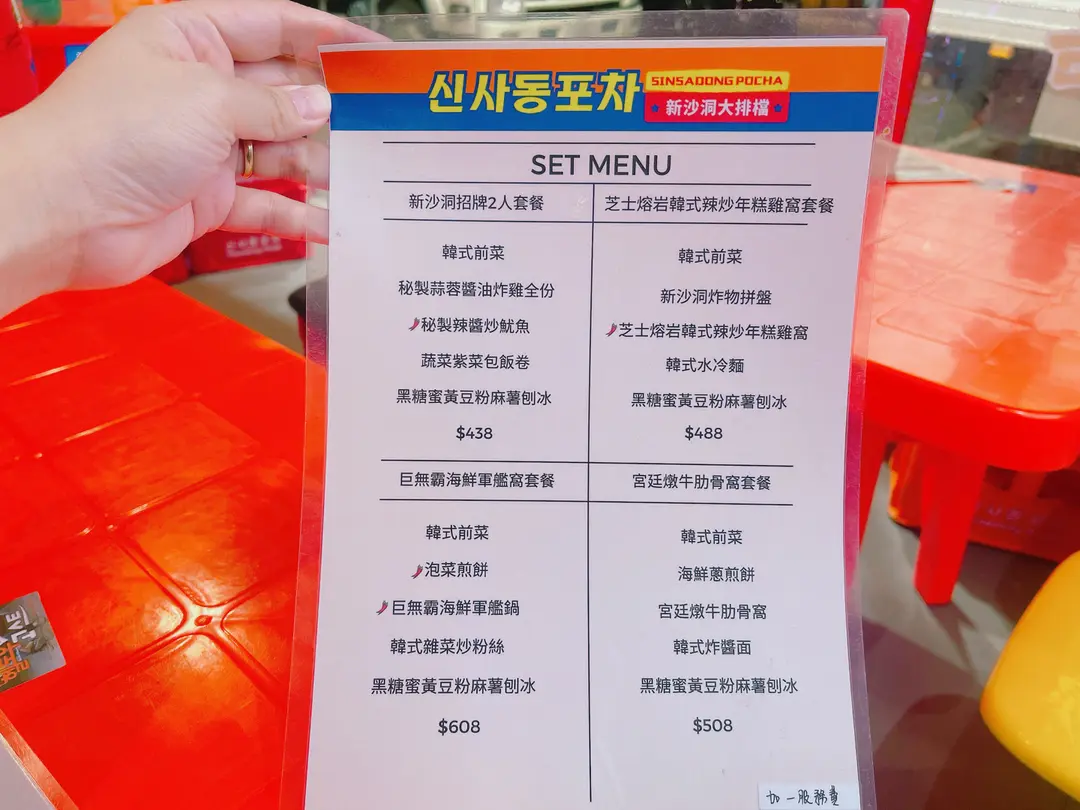 신사동포차
SINSADONG POCHA
新沙洞大排檔
SET MENU
新沙洞招牌2人套餐
韓式前菜
秘製蒜蓉醬油炸雞全份
秘製辣醬炒魷魚
蔬菜紫菜包飯卷
黑糖蜜黃豆粉麻薯刨冰
$438
芝士熔岩韓式辣炒年糕雞窩套餐
韓式前菜
新沙洞炸物拼盤
芝士熔岩韓式辣炒年糕雞窩
韓式水冷麵
黑糖蜜黃豆粉麻薯刨冰
$488
巨無霸海鮮軍艦窩套餐
韓式前菜
泡菜煎餅
巨無霸海鮮軍艦鍋
韓式雜菜炒粉絲
黑糖蜜黃豆粉麻薯刨冰
$608
宮廷燉牛肋骨窩套餐
韓式前菜
海鮮蔥煎餅
宮廷燉牛肋骨窩
韓式炸醬面
黑糖蜜黃豆粉麻薯刨冰
$508
加一服務費